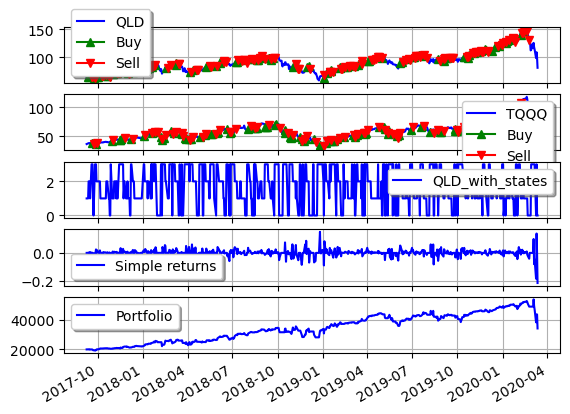 QLD
Buy
Sell
150
100
TQQQ
Buy
Sell
100
50
QLD_with_states
2
0
Simple returns
0.0
−0.2
Portfolio
40000
20000
2017-10
2018-01
2018-04
2018-07
2018-10
2019-01
2019-04
2019-07
2019-10
2020-01
2020-04